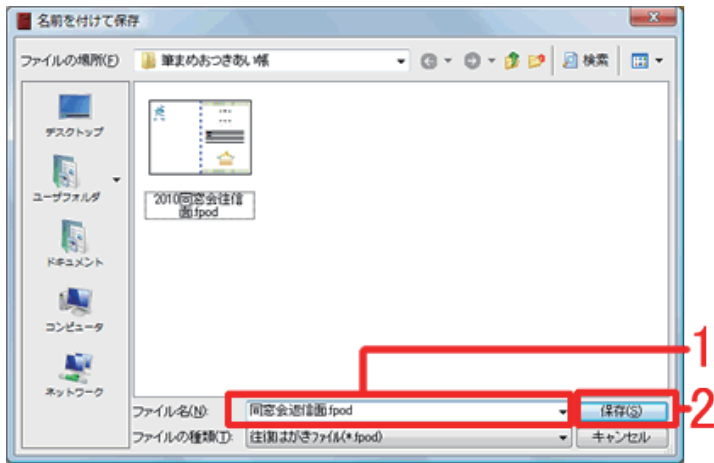 名前を付けて保存
ファイルの場所(F)
筆まめおつきあい帳
検索
デスクトップ
ユーザフォルダ
ドキュメント
コンピュータ
ネットワーク
2010同窓会往信
面.fpod
1
ファイル名(N):
同窓会返信面.fpod
保存(S)
2
ファイルの種類(T):
往復はがきファイル(*.fpod)
キャンセル